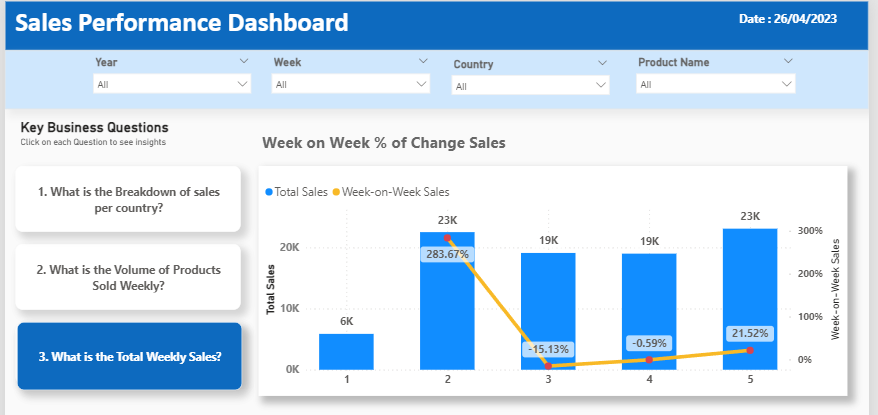 Sales Performance Dashboard
Date : 26/04/2023
Year
Week
Country
Product Name
All
All
All
All
Key Business Questions
Click on each Question to see insights
1. What is the Breakdown of sales
per country?
2. What is the Volume of Products
Sold Weekly?
3. What is the Total Weekly Sales?
Week on Week % of Change Sales
Total Sales
Week-on-Week Sales
Total Sales
20K
10K
0K
6K
23K
19K
19K
23K
283.67%
-15.13%
-0.59%
21.52%
300%
200%
100%
0%
Week-on-Week Sales
1
2
3
4
5